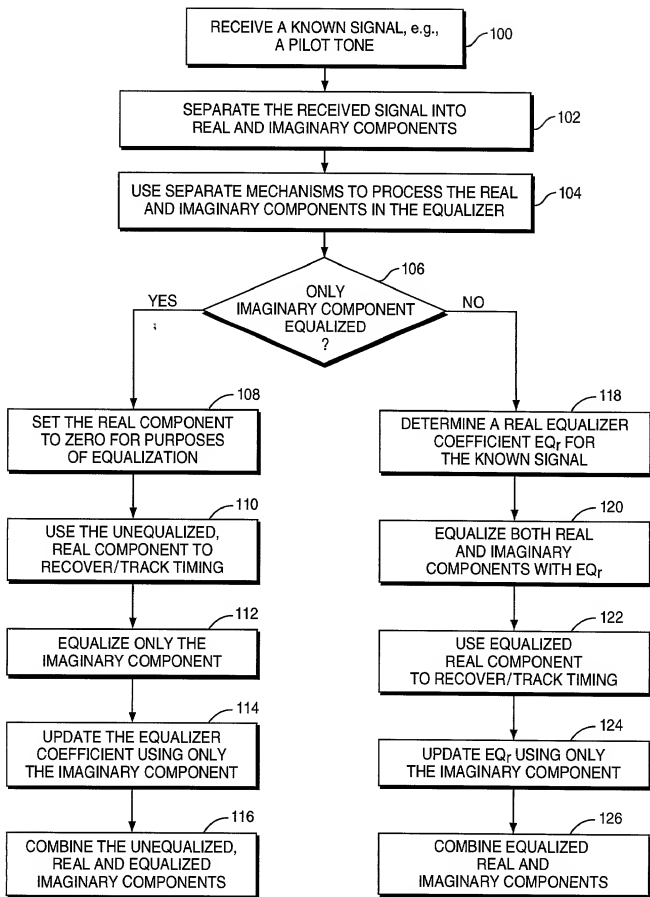 RECEIVE A KNOWN SIGNAL, e.g.,
A PILOT TONE
100
SEPARATE THE RECEIVED SIGNAL INTO
REAL AND IMAGINARY COMPONENTS
102
USE SEPARATE MECHANISMS TO PROCESS THE REAL
AND IMAGINARY COMPONENTS IN THE EQUALIZER
104
106
ONLY
IMAGINARY COMPONENT
EQUALIZED
?
YES
NO
108
SET THE REAL COMPONENT
TO ZERO FOR PURPOSES
OF EQUALIZATION
110
USE THE UNEQUALIZED,
REAL COMPONENT TO
RECOVER/TRACK TIMING
112
EQUALIZE ONLY THE
IMAGINARY COMPONENT
114
UPDATE THE EQUALIZER
COEFFICIENT USING ONLY
THE IMAGINARY COMPONENT
116
COMBINE THE UNEQUALIZED,
REAL AND EQUALIZED
IMAGINARY COMPONENTS
118
DETERMINE A REAL EQUALIZER
COEFFICIENT EQr FOR
THE KNOWN SIGNAL
120
EQUALIZE BOTH REAL
AND IMAGINARY
COMPONENTS WITH EQr
122
USE EQUALIZED
REAL COMPONENT
TO RECOVER/TRACK TIMING
124
UPDATE EQr USING ONLY
THE IMAGINARY COMPONENT
126
COMBINE EQUALIZED
REAL AND
IMAGINARY COMPONENTS